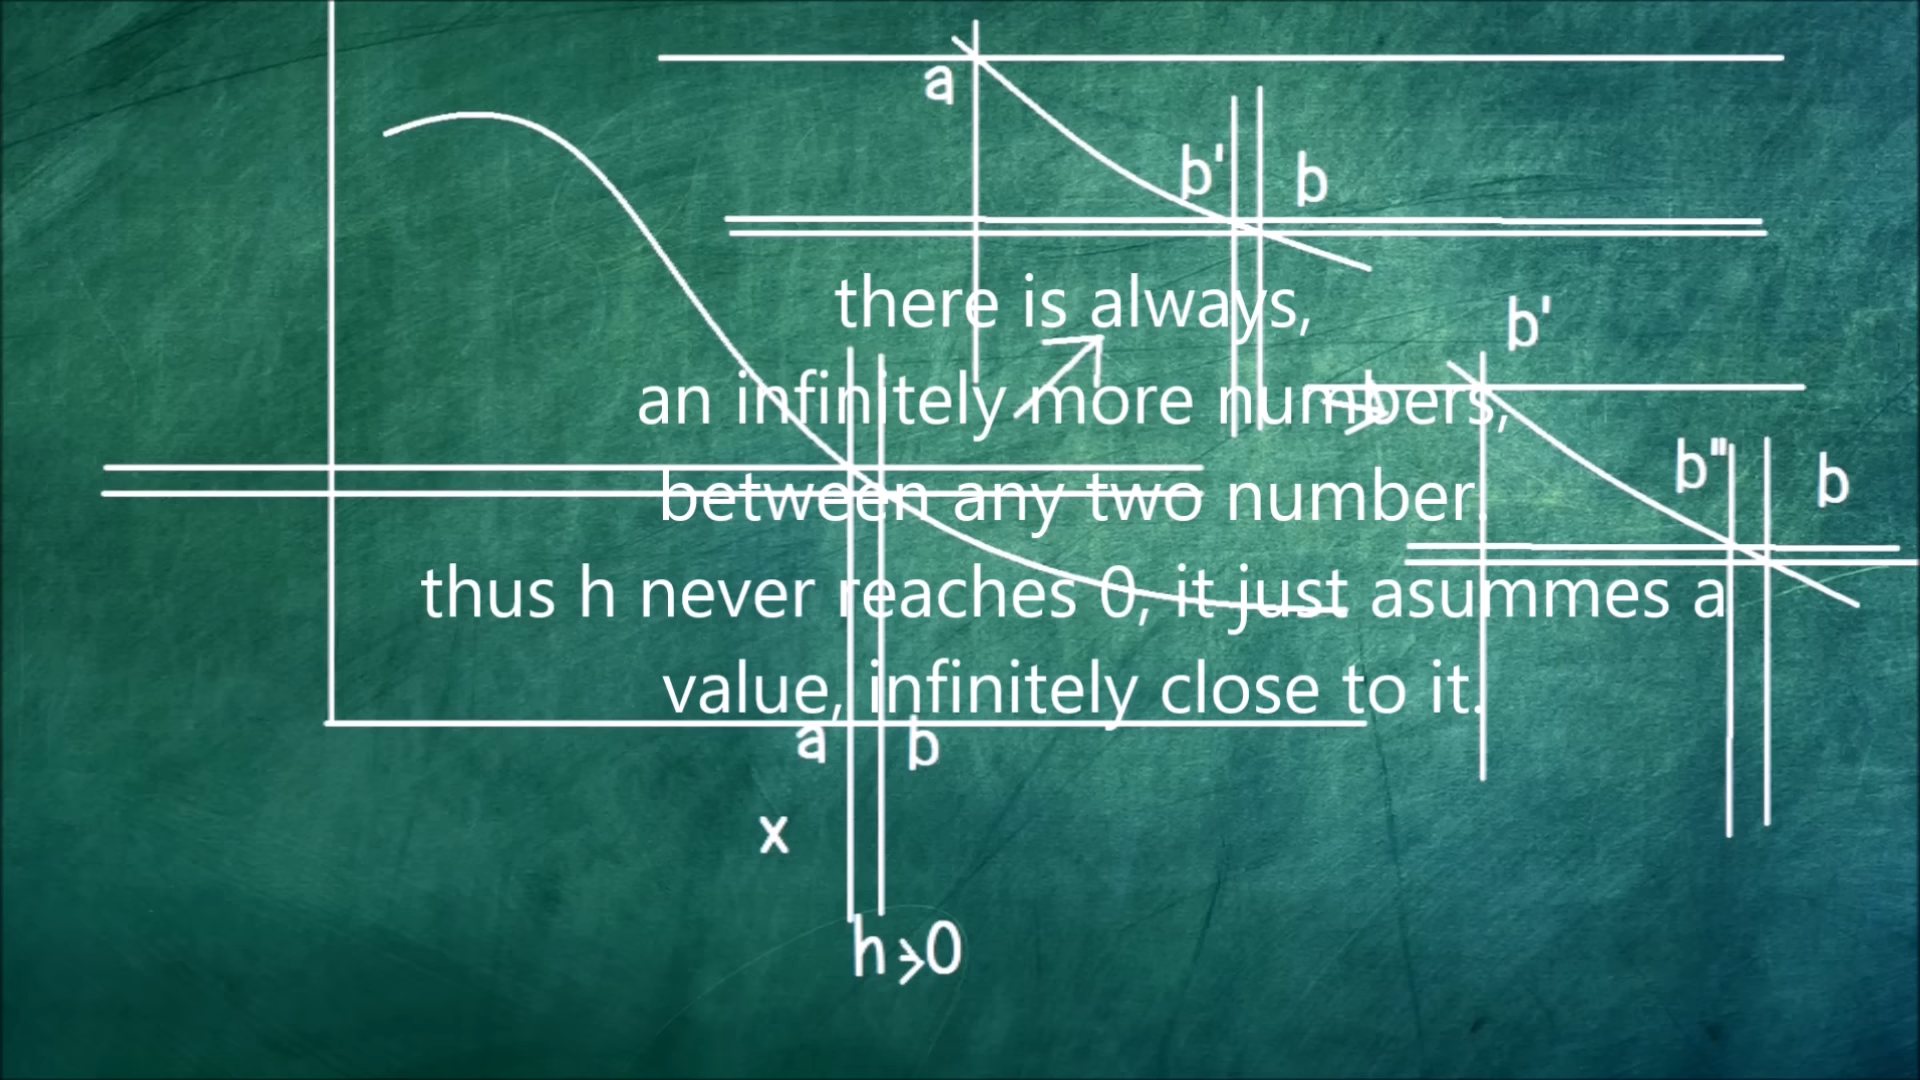 a
b'
b
there is always,
b'
an infinitely more numbers,
b
b"
b
between any two number.
thus h never reaches 0, it just asummes a
value, infinitely close to it.
a
b
x
h→0